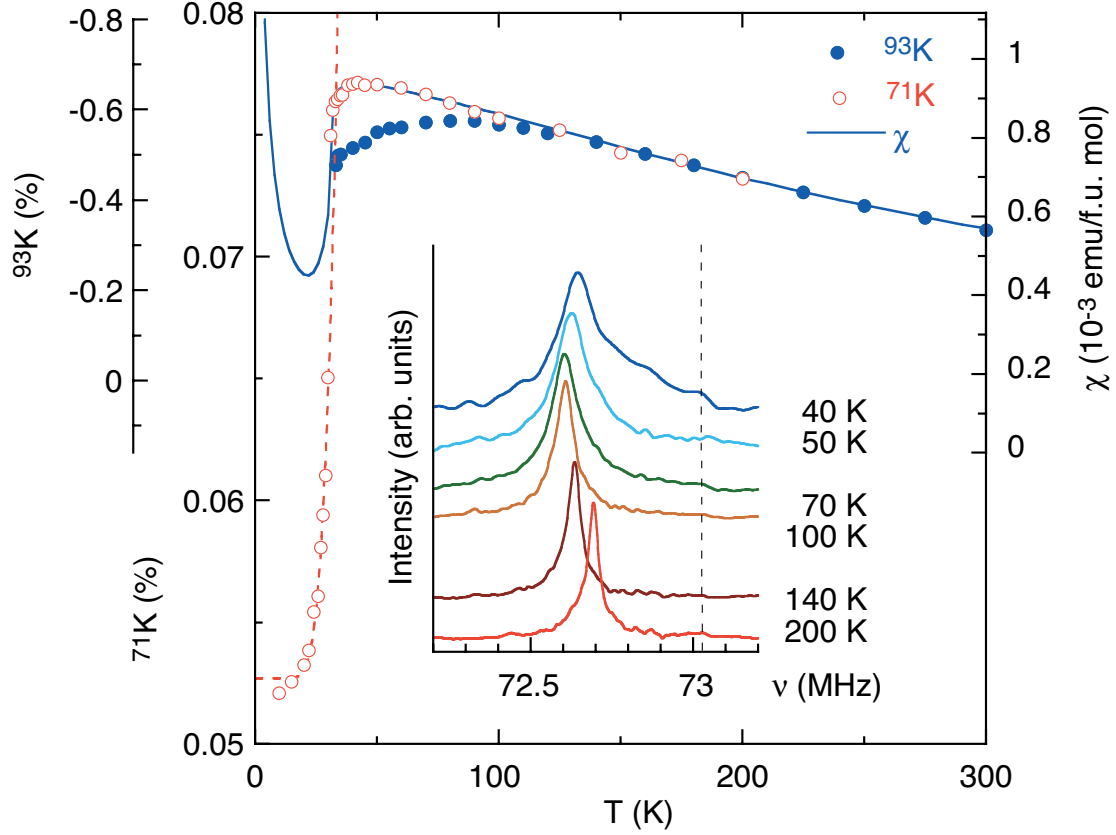 -0.8
-0.6
-0.4
-0.2
0
⁹³K (%)
⁷¹K (%)
0.08
0.07
0.06
0.05
⁹³K
⁷¹K
χ
1
0.8
0.6
0.4
0.2
0
χ (10⁻³ emu/f.u. mol)
Intensity (arb. units)
40 K
50 K
70 K
100 K
140 K
200 K
72.5
73
ν (MHz)
0
100
200
300
T (K)